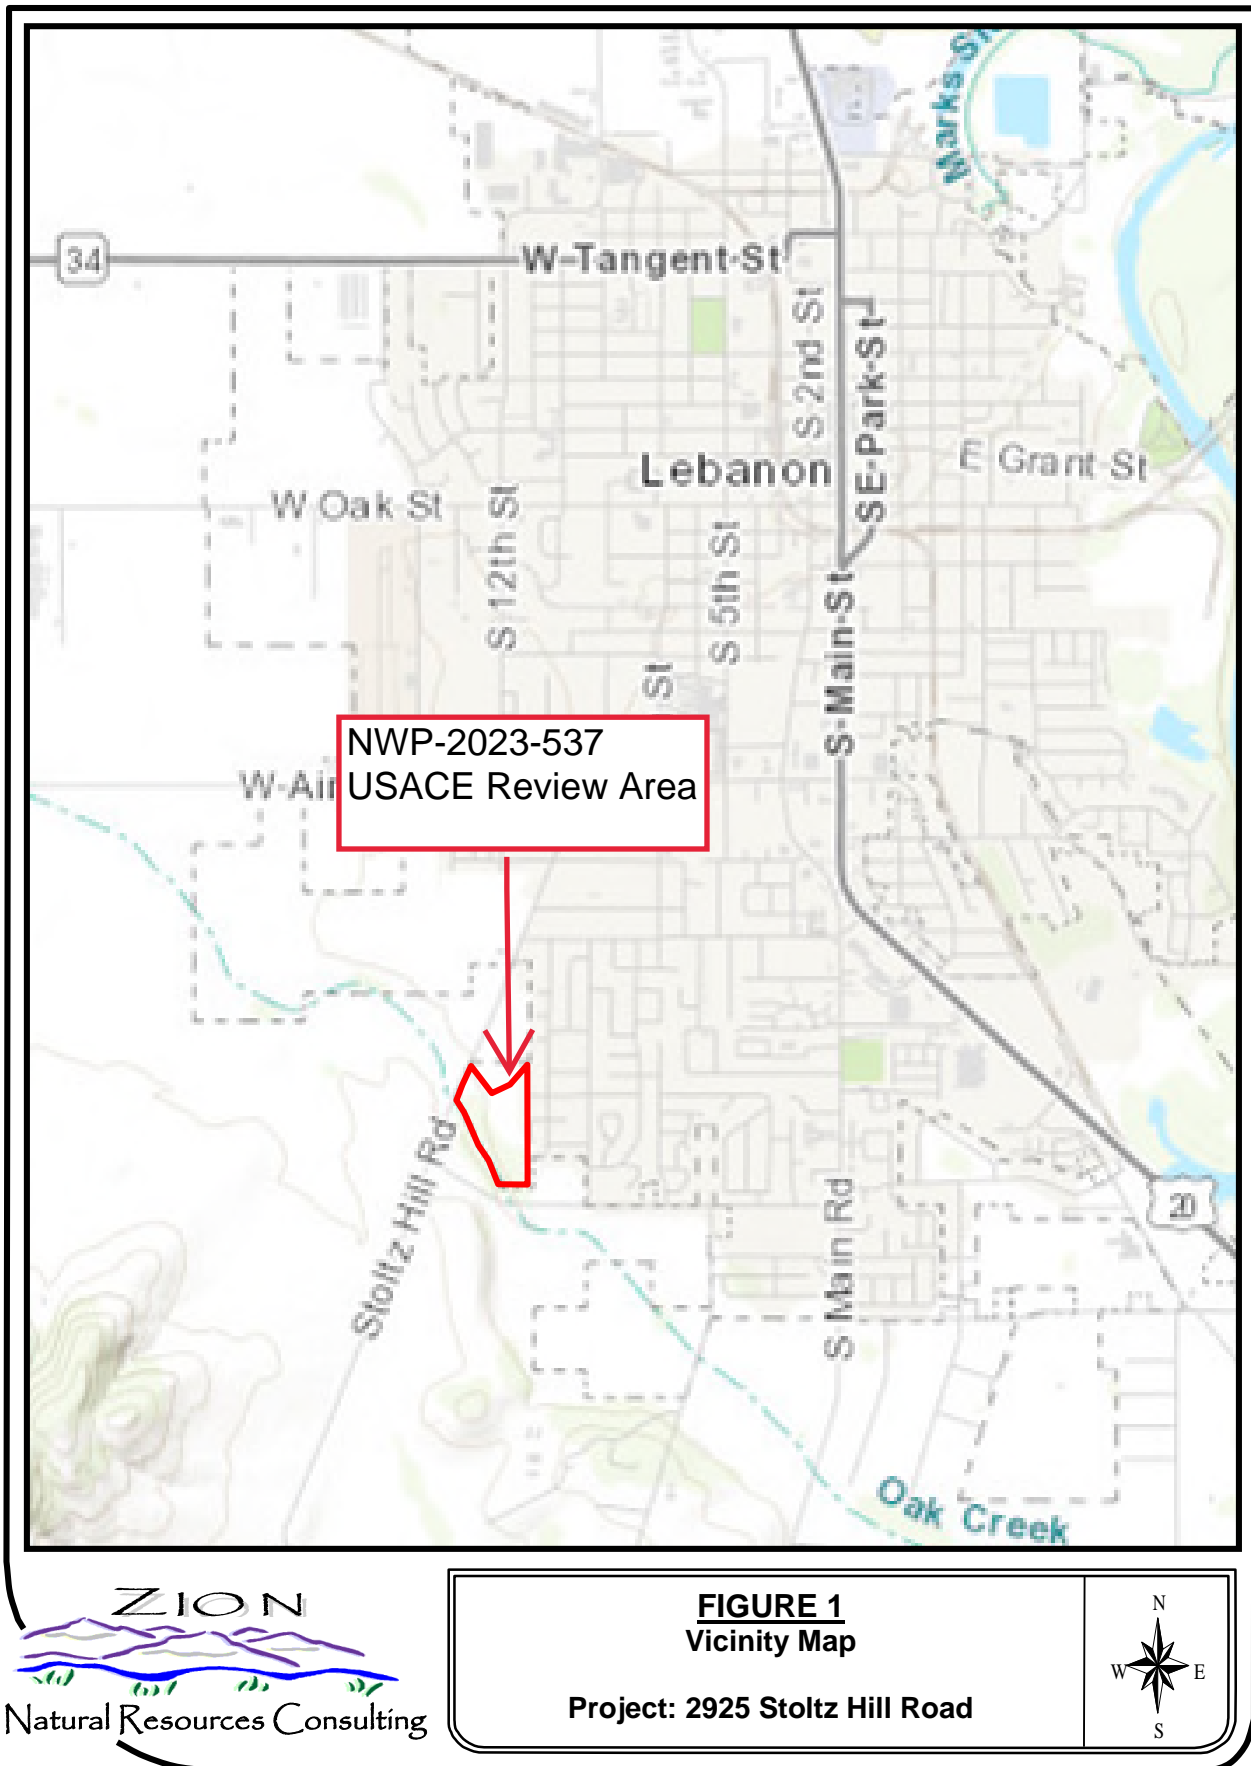 Marks
34
W-Tangent-St
S 2nd St
SE-Park-St
Lebanon
E Grant St
W Oak St
S 12th St
S 5th St
St
S-Main-St
NWP-2023-537
W-Air
USACE Review Area
Stoltz Hill Rd
S Main Rd
20
Oak Creek
ZION
Natural Resources Consulting
FIGURE 1
Vicinity Map
Project: 2925 Stoltz Hill Road
N
W E
S